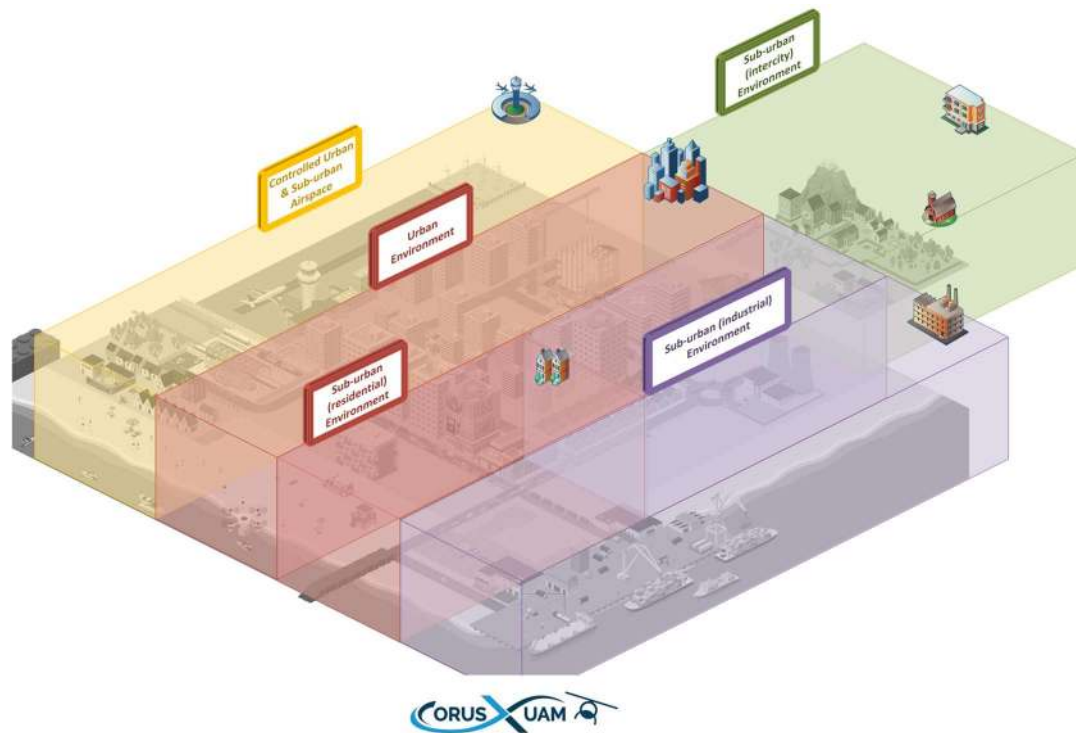 Sub-urban
(intercity)
Environment
Controlled Urban
& Sub-urban
Airspace
Urban
Environment
Sub-urban (industrial)
Environment
Sub-urban
(residential)
Environment
CORUS XUAM